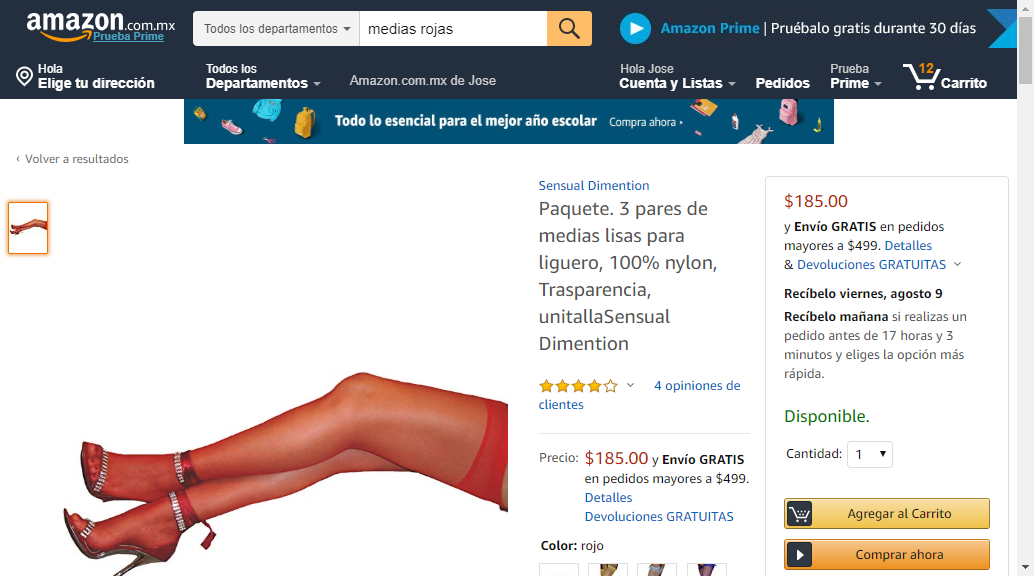 amazon.com.mx
Prueba Prime
Todos los departamentos
medias rojas
Amazon Prime | Pruébalo gratis durante 30 días
Hola
Elige tu dirección
Todos los
Departamentos
Amazon.com.mx de Jose
Hola Jose
Cuenta y Listas
Pedidos
Prueba
Prime
12
Carrito
Todo lo esencial para el mejor año escolar Compra ahora
‹ Volver a resultados
Sensual Dimention
Paquete. 3 pares de
medias lisas para
liguero, 100% nylon,
Trasparencia,
unitallaSensual
Dimention
4 opiniones de
clientes
Precio: $185.00 y Envío GRATIS
en pedidos mayores a $499.
Detalles
Devoluciones GRATUITAS
Color: rojo
$185.00
y Envío GRATIS en pedidos
mayores a $499. Detalles
& Devoluciones GRATUITAS
Recíbelo viernes, agosto 9
Recíbelo mañana si realizas un
pedido antes de 17 horas y 3
minutos y eliges la opción más
rápida.
Disponible.
Cantidad: 1
Agregar al Carrito
Comprar ahora